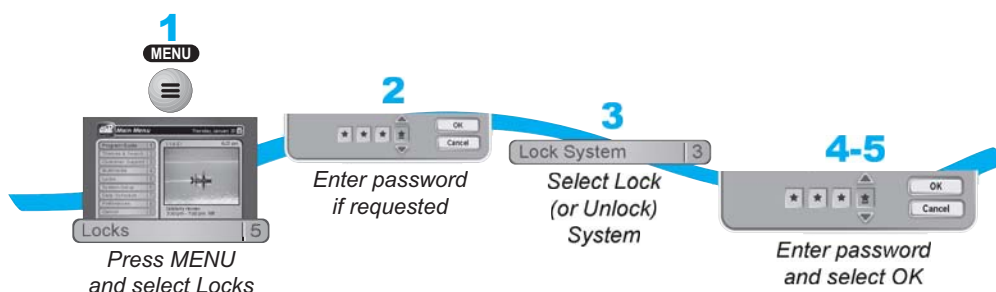 1
MENU
Main Menu
Locks 5
Press MENU
and select Locks
2
OK
Cancel
Enter password
if requested
3
Lock System 3
Select Lock
(or Unlock)
System
4-5
OK
Cancel
Enter password
and select OK